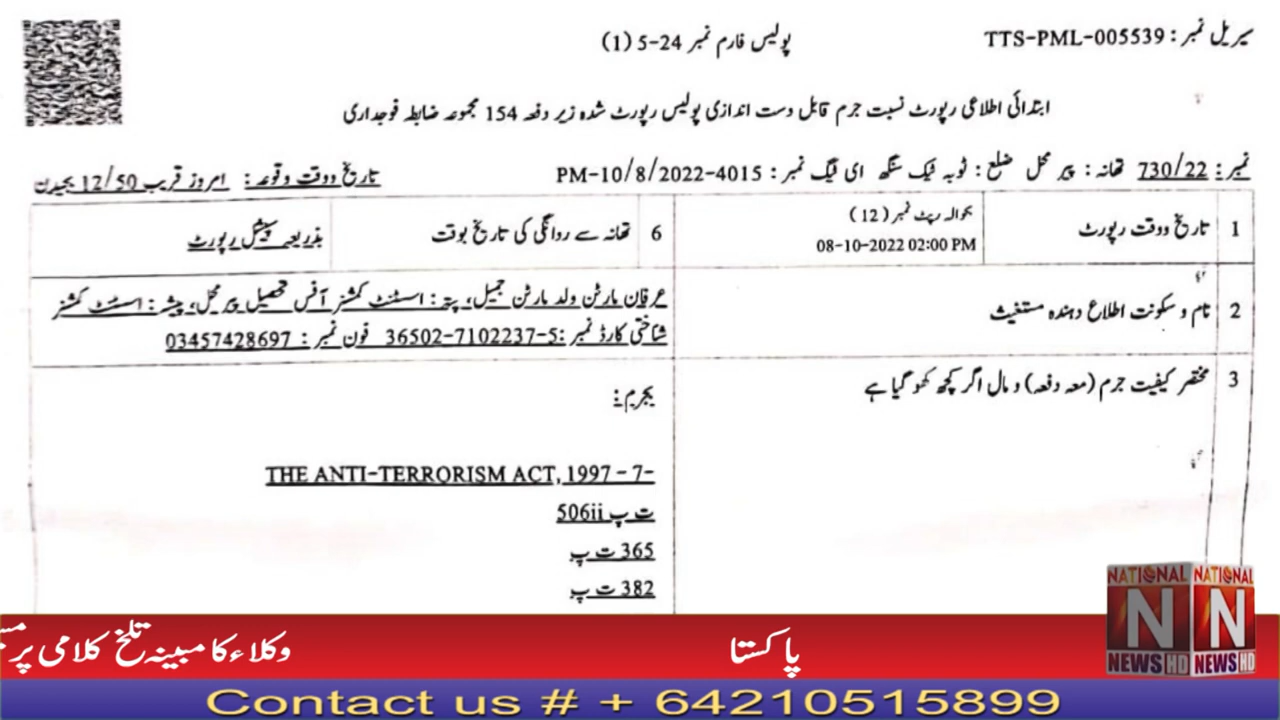 سیریل نمبر : TTS-PML-005539
پولیس فارم نمبر 24-5 (1)
ابتدائی اطلاعی رپورٹ نسبت جرم قابل دست اندازی پولیس رپورٹ شدہ زیر دفعہ 154 مجموعہ ضابطہ فوجداری
نمبر : 730/22 تھانہ : پیر محل ضلع : ٹوبہ ٹیک سنگھ ای ٹیگ نمبر : PM-10/8/2022-4015 تاریخ ووقت وقوعہ : امروز قریب 12/50 بجیدن
1 تاریخ ووقت رپورٹ
بحوالہ رپٹ نمبر (12)
08-10-2022 02:00 PM
6 تھانہ سے روانگی کی تاریخ بوقت
بذریعہ سپیشل رپورٹ
2 نام و سکونت اطلاع دہندہ مستغیث
عرفان مارٹن ولد مارٹن جمیل، پتہ : اسسٹنٹ کمشنر آفس تحصیل پیر محل، پیشہ : اسسٹنٹ کمشنر
شناختی کارڈ نمبر :5-7102237-36502 فون نمبر : 03457428697
3 مختصر کیفیت جرم (معہ دفعہ) و مال اگر کچھ کھو گیا ہے
بجرم :
THE ANTI-TERRORISM ACT, 1997 - 7-
506ii ت پ
365 ت پ
382 ت پ
NATIONAL NATIONAL
N N
NEWS HD NEWS HD
پاکستا
وکلاء کا مبینہ تلخ کلامی پر
Contact us # + 64210515899